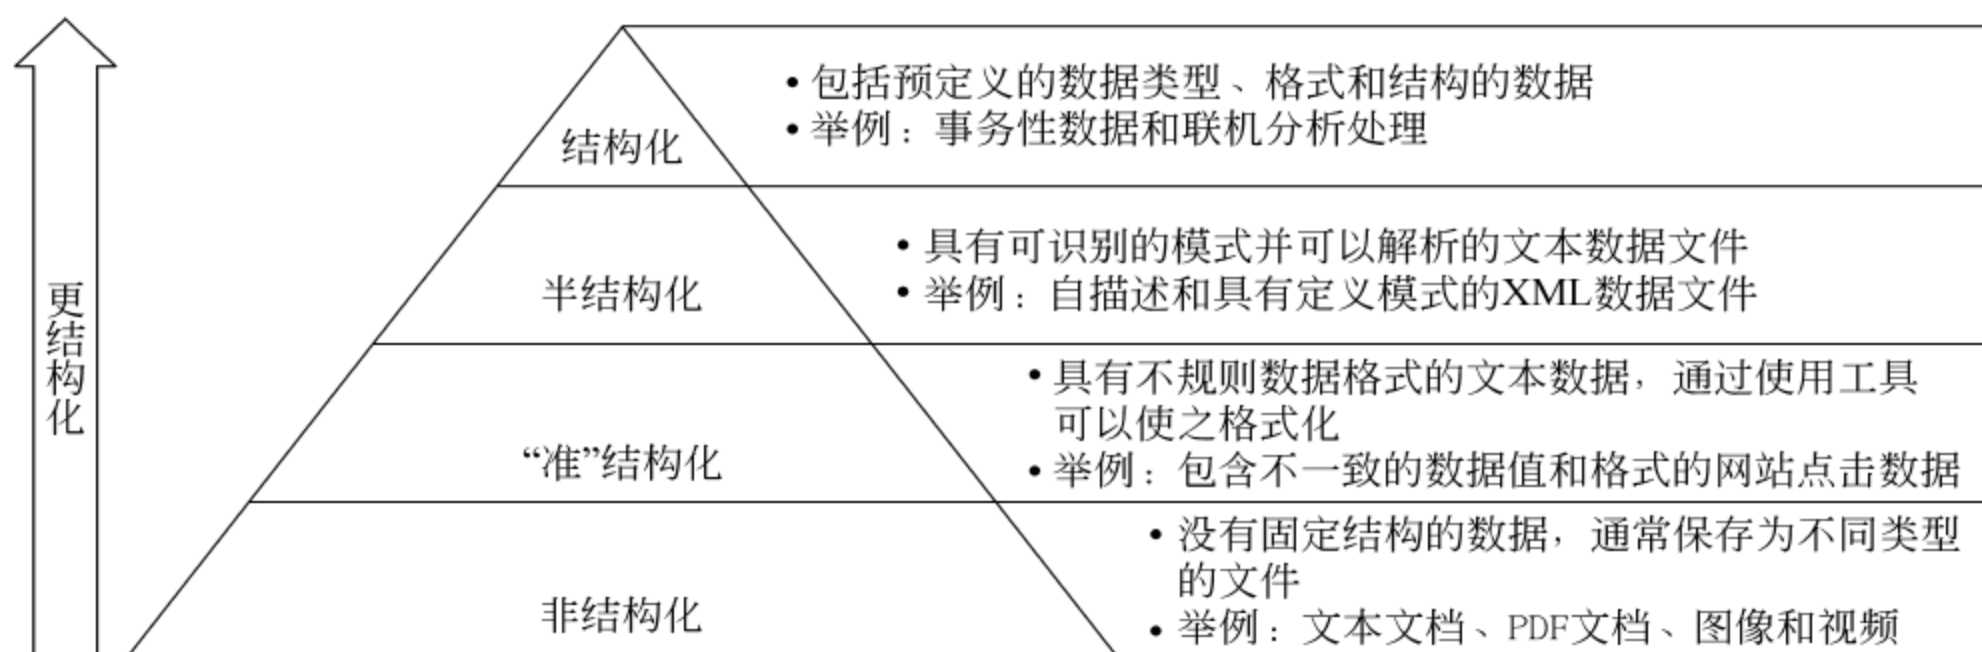 更结构化
结构化
• 包括预定义的数据类型、格式和结构的数据
• 举例：事务性数据和联机分析处理
半结构化
• 具有可识别的模式并可以解析的文本数据文件
• 举例：自描述和具有定义模式的XML数据文件
“准”结构化
• 具有不规则数据格式的文本数据，通过使用工具
可以使之格式化
• 举例：包含不一致的数据值和格式的网站点击数据
非结构化
• 没有固定结构的数据，通常保存为不同类型
的文件
• 举例：文本文档、PDF文档、图像和视频